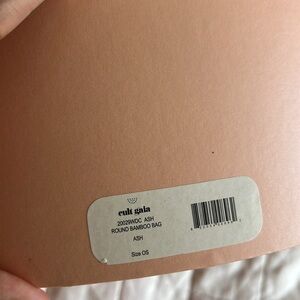 cult gaia
20029WDC ASH
ROUND BAMBOO BAG
ASH
Size OS